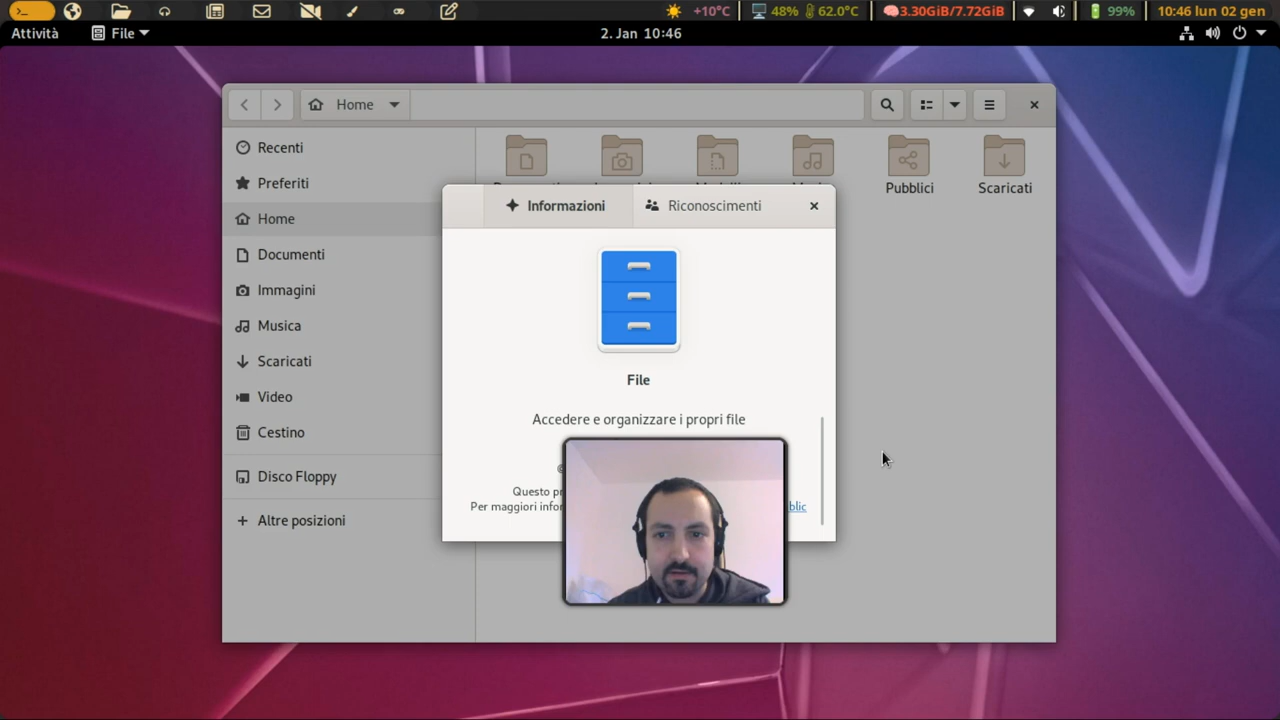 +10°C 48% 62.0°C 3.30GiB/7.72GiB 99% 10:46 lun 02 gen
Attività File 2. Jan 10:46
Home
Recenti
Preferiti
Home
Documenti
Immagini
Musica
Scaricati
Video
Cestino
Disco Floppy
Altre posizioni
Pubblici Scaricati
Informazioni Riconoscimenti
File
Accedere e organizzare i propri file
©
Questo pr
Per maggiori infor blic